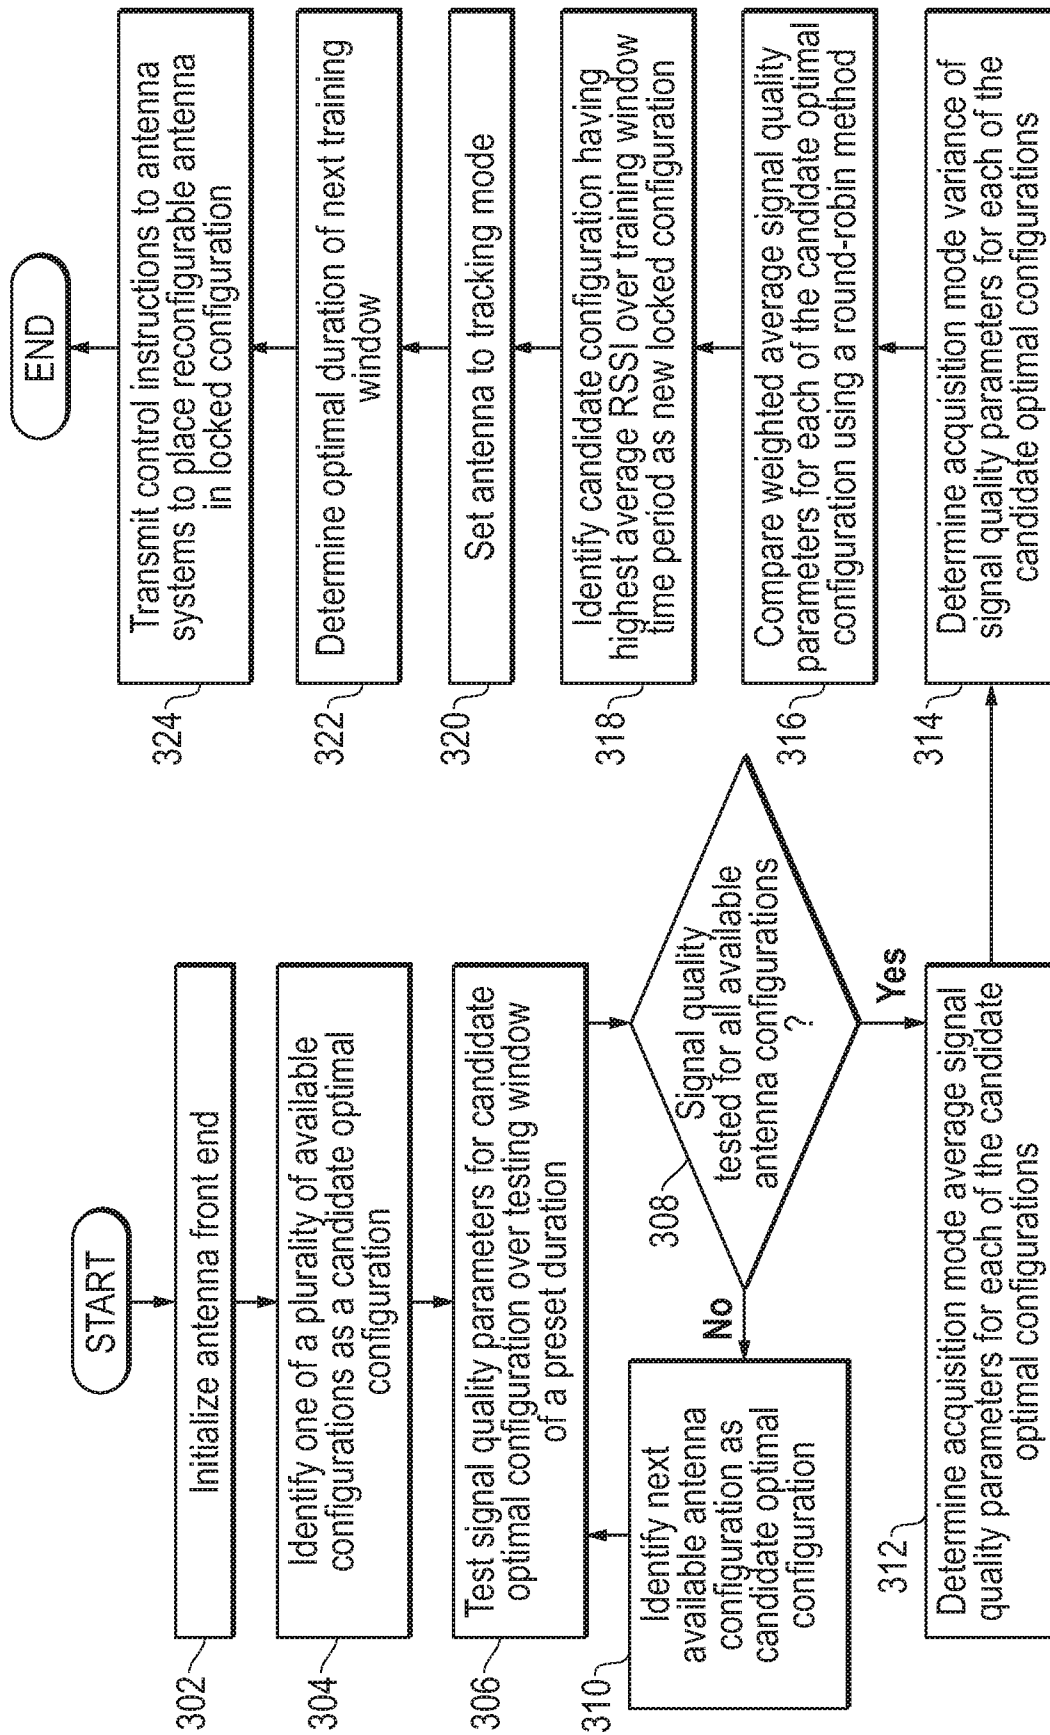 START
302
Initialize antenna front end
304
Identify one of a plurality of available
configurations as a candidate optimal
configuration
306
Test signal quality parameters for candidate
optimal configuration over testing window
of a preset duration
308
Signal quality
tested for all available
antenna configurations
?
No
310
Identify next
available antenna
configuration as
candidate optimal
configuration
Yes
312
Determine acquisition mode average signal
quality parameters for each of the candidate
optimal configurations
314
Determine acquisition mode variance of
signal quality parameters for each of the
candidate optimal configurations
316
Compare weighted average signal quality
parameters for each of the candidate optimal
configuration using a round-robin method
318
Identify candidate configuration having
highest average RSSI over training window
time period as new locked configuration
320
Set antenna to tracking mode
322
Determine optimal duration of next training
window
324
Transmit control instructions to antenna
systems to place reconfigurable antenna
in locked configuration
END